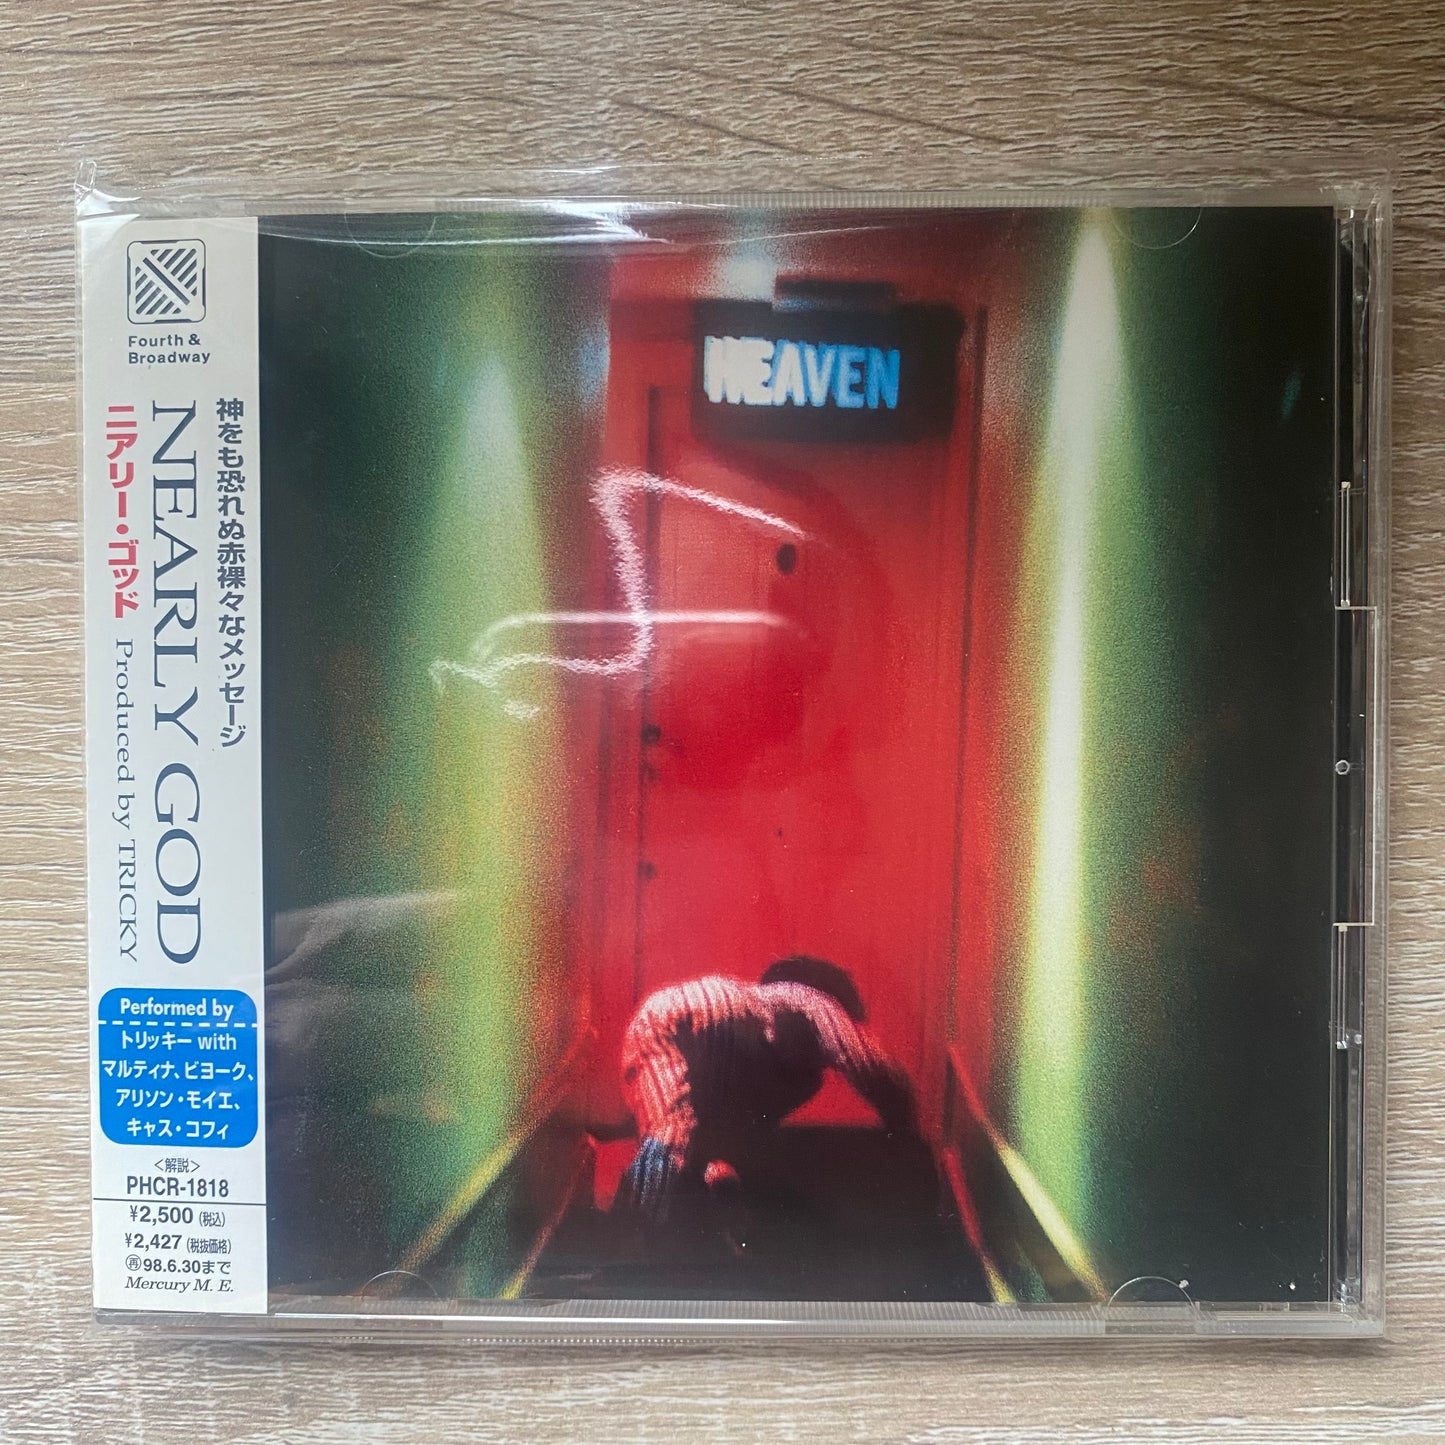 Fourth &
Broadway
神をも恐れぬ赤裸々なメッセージ
NEARLY GOD
ニアリー・ゴッド
Produced by TRICKY
Performed by
トリッキー with
マルティナ、ビョーク、
アリソン・モイエ、
キャス・コフィ
<解説>
PHCR-1818
¥2,500 (税込)
¥2,427 (税抜価格)
再98.6.30まで
Mercury M. E.
HEAVEN